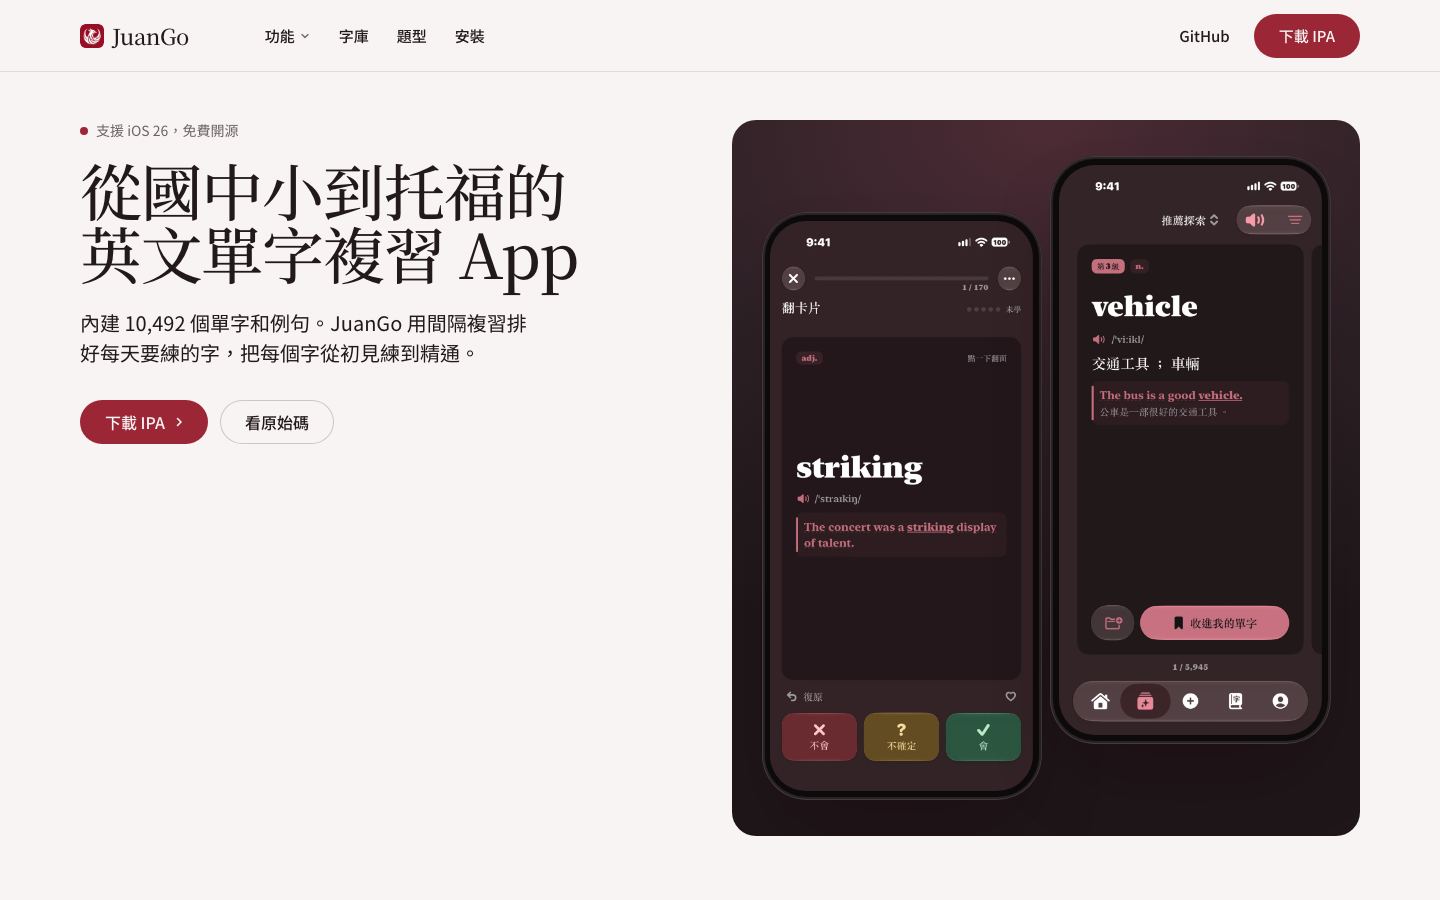 JuanGo
功能
字庫
題型
安裝
GitHub
下載 IPA
支援 iOS 26，免費開源
從國中小到托福的
英文單字複習 App
內建 10,492 個單字和例句。JuanGo 用間隔複習排
好每天要練的字，把每個字從初見練到精通。
下載 IPA
看原始碼
9:41
100
1 / 170
翻卡片
未學
adj.
點一下翻面
striking
/ˈstraɪkɪŋ/
The concert was a striking display
of talent.
復原
不會
不確定
會
9:41
100
推薦探索
第3級
n.
vehicle
/ˈviːɪkl/
交通工具 ； 車輛
The bus is a good vehicle.
公車是一部很好的交通工具 。
收進我的單字
1 / 5,945
字